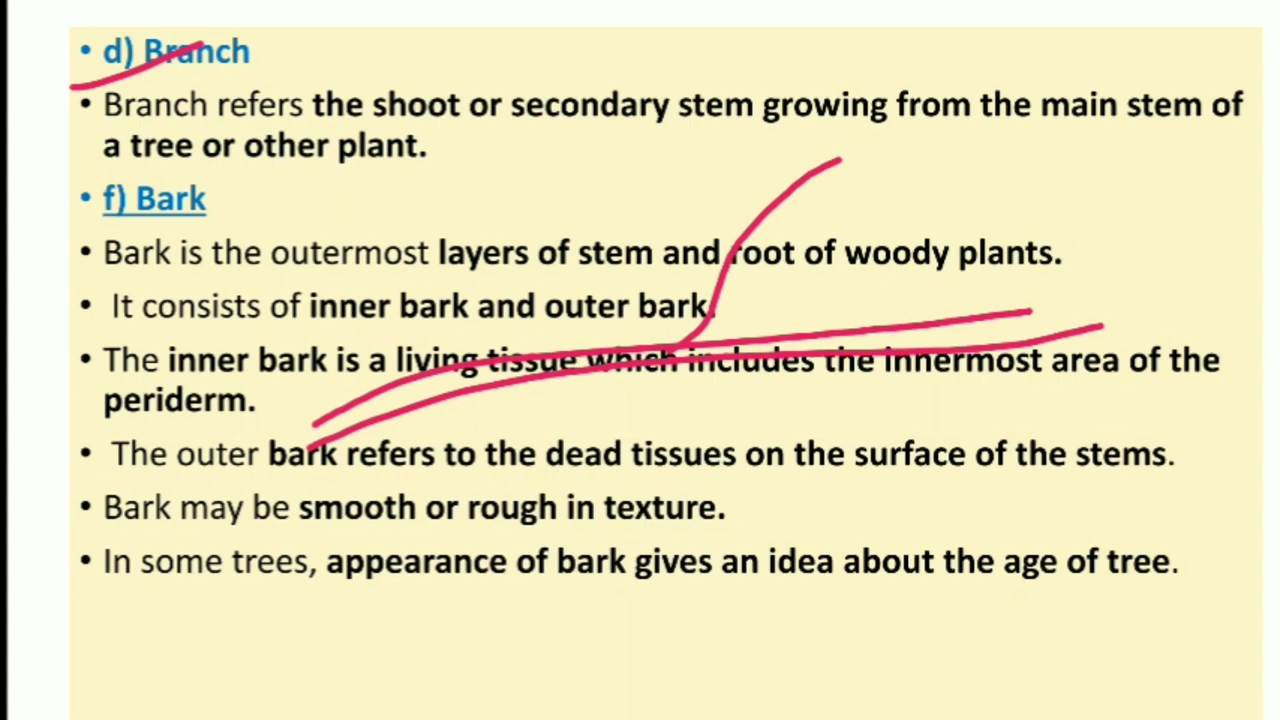 • d) Branch
• Branch refers the shoot or secondary stem growing from the main stem of
a tree or other plant.
• f) Bark
• Bark is the outermost layers of stem and root of woody plants.
• It consists of inner bark and outer bark.
• The inner bark is a living tissue which includes the innermost area of the
periderm.
• The outer bark refers to the dead tissues on the surface of the stems.
• Bark may be smooth or rough in texture.
• In some trees, appearance of bark gives an idea about the age of tree.